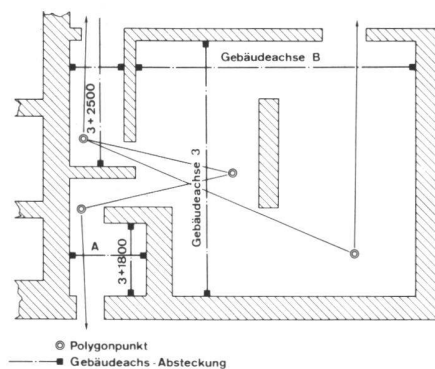 Gebäudeachse B
3+2500
Gebäudeachse 3
A
3+1800
Polygonpunkt
Gebäudeachs-Absteckung